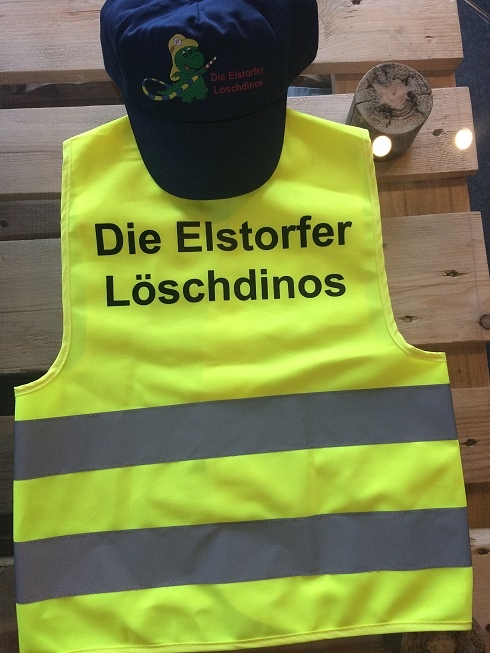 Die Elstorfer
Löschdinos
Die Elstorfer
Löschdinos